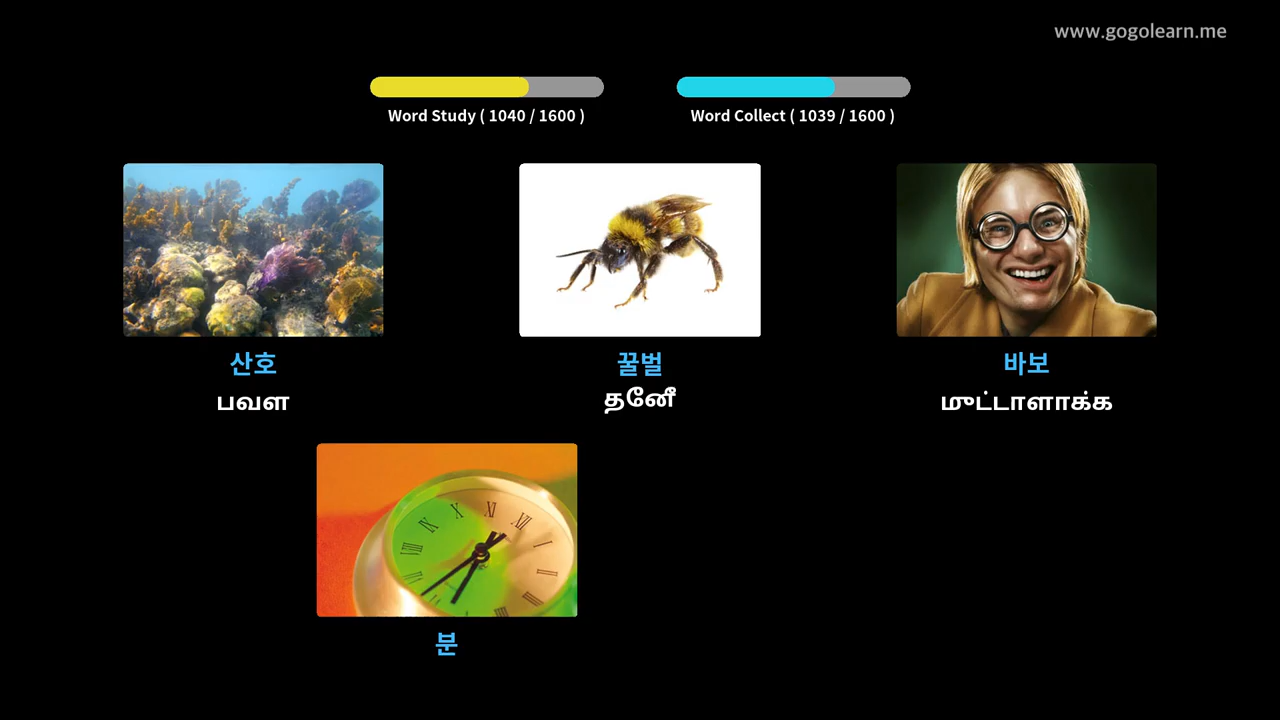 www.gogolearn.me
Word Study ( 1040 / 1600 )
Word Collect ( 1039 / 1600 )
산호
꿀벌
바보
பவள
தனேீ
முட்டாளாக்க
분